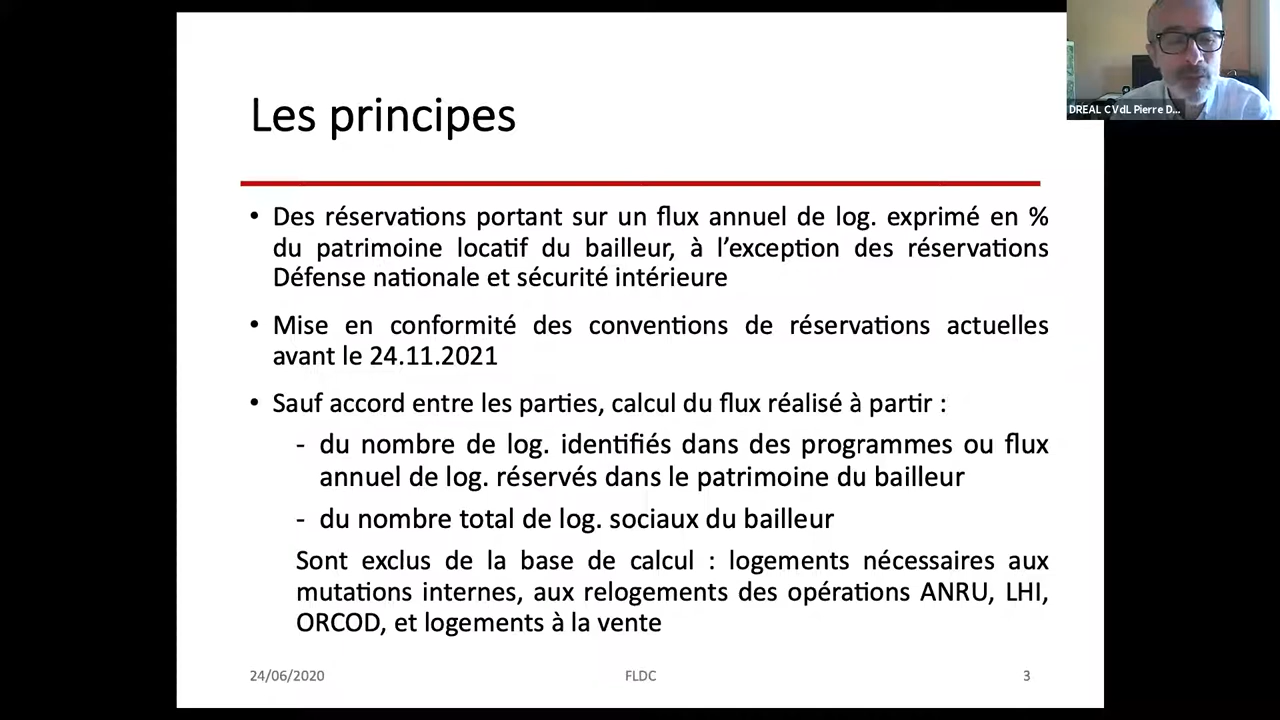 Les principes
• Des réservations portant sur un flux annuel de log. exprimé en %
du patrimoine locatif du bailleur, à l’exception des réservations
Défense nationale et sécurité intérieure
• Mise en conformité des conventions de réservations actuelles
avant le 24.11.2021
• Sauf accord entre les parties, calcul du flux réalisé à partir :
- du nombre de log. identifiés dans des programmes ou flux
annuel de log. réservés dans le patrimoine du bailleur
- du nombre total de log. sociaux du bailleur
Sont exclus de la base de calcul : logements nécessaires aux
mutations internes, aux relogements des opérations ANRU, LHI,
ORCOD, et logements à la vente
24/06/2020 FLDC 3
DREAL CVdL Pierre D...